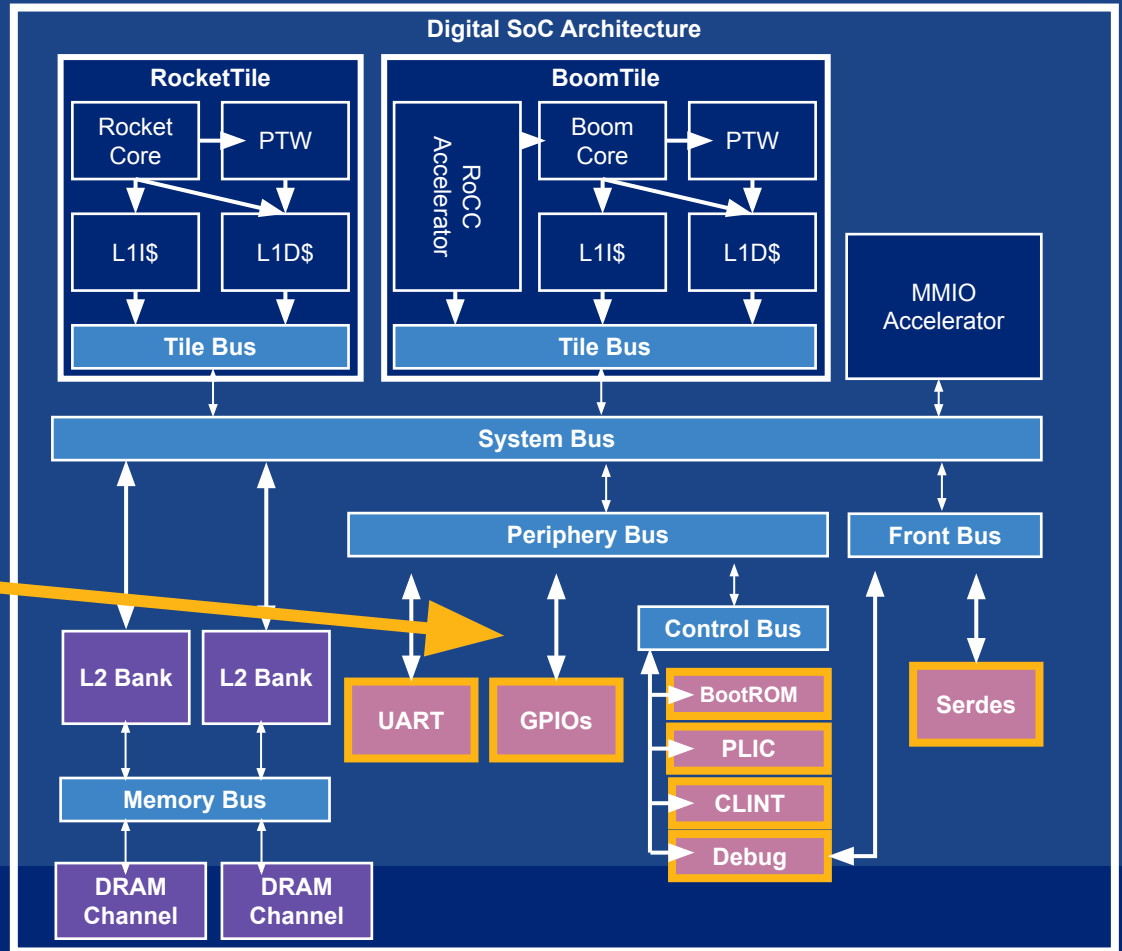 Digital SoC Architecture
RocketTile
Rocket
Core
PTW
L1I$
L1D$
Tile Bus
BoomTile
RoCC
Accelerator
Boom
Core
PTW
L1I$
L1D$
Tile Bus
MMIO
Accelerator
System Bus
Periphery Bus
Front Bus
Control Bus
L2 Bank
L2 Bank
UART
GPIOs
BootROM
PLIC
CLINT
Debug
Serdes
Memory Bus
DRAM
Channel
DRAM
Channel